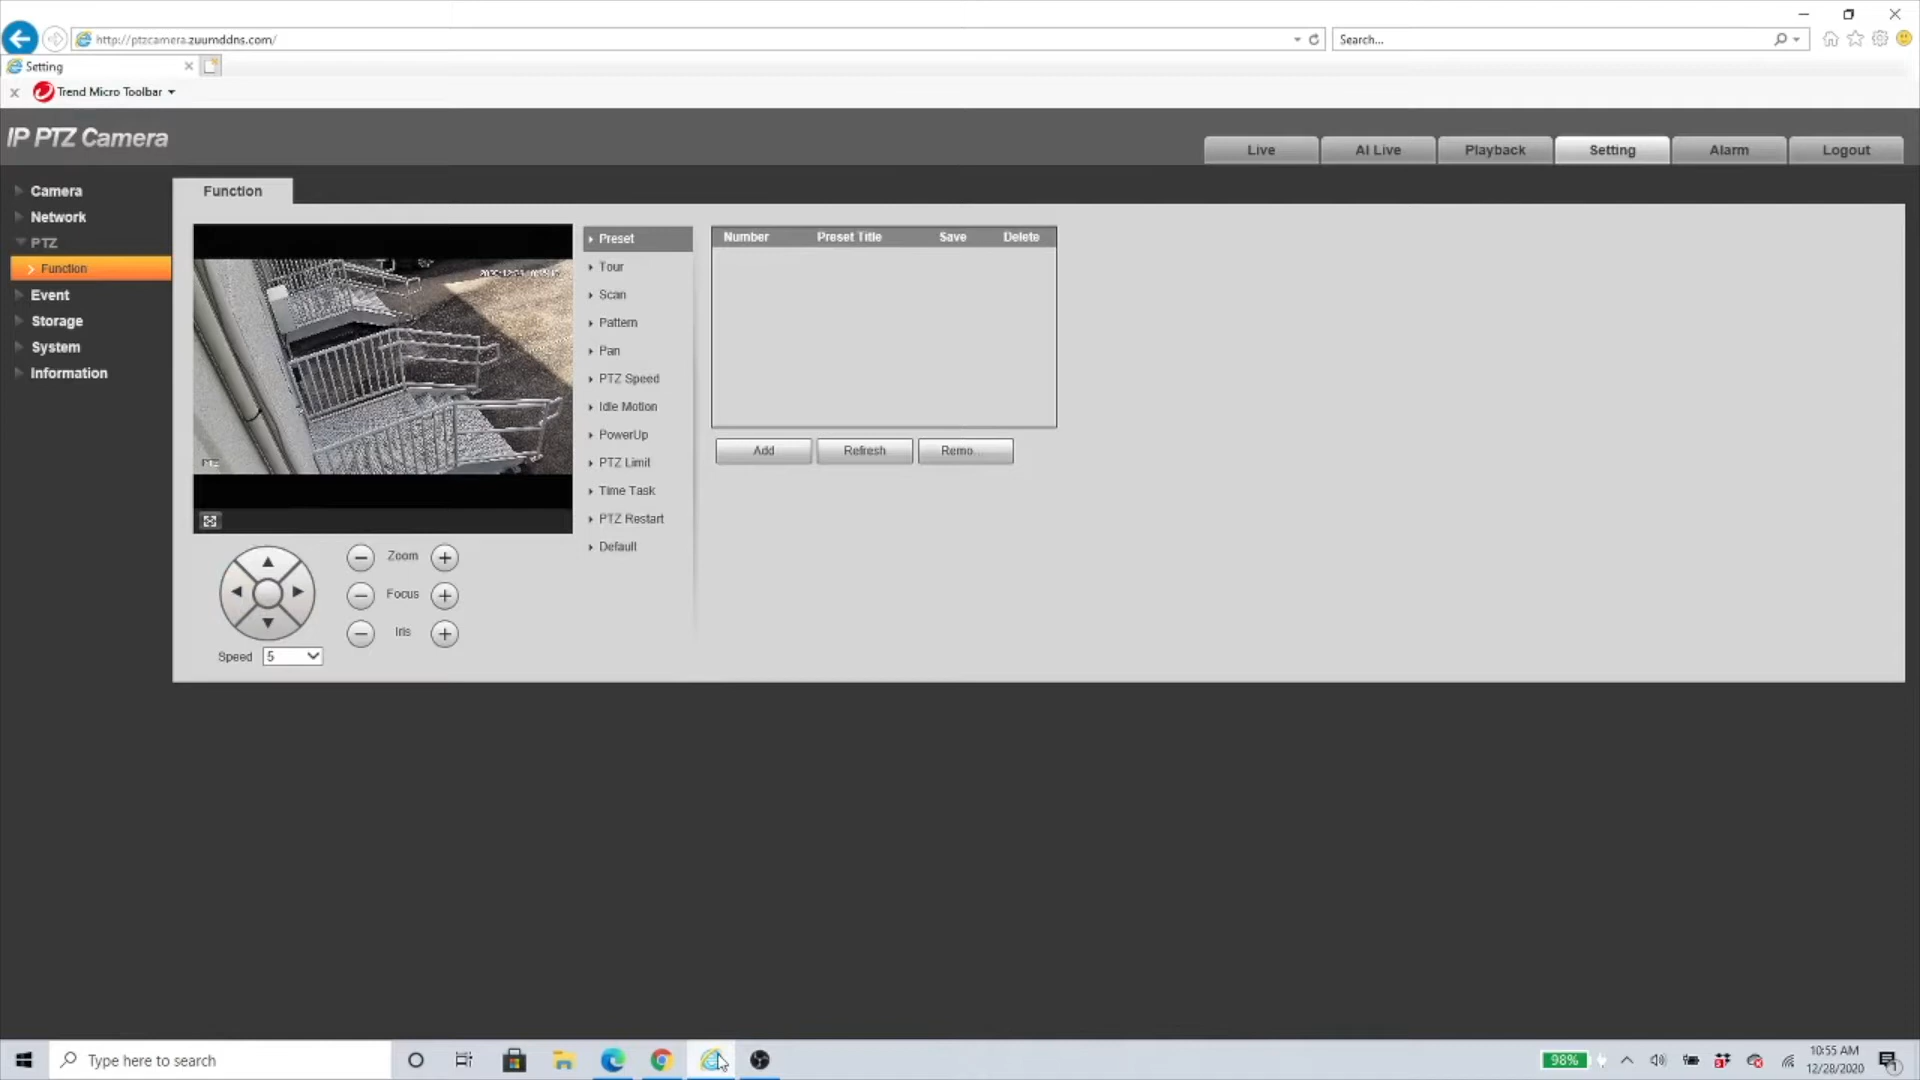 http://ptzcamera.zuumddns.com/
Search...
Setting
Trend Micro Toolbar
IP PTZ Camera
Live
AI Live
Playback
Setting
Alarm
Logout
Camera
Network
PTZ
Function
Event
Storage
System
Information
Function
PTZ
Preset
Tour
Scan
Pattern
Pan
PTZ Speed
Idle Motion
PowerUp
PTZ Limit
Time Task
PTZ Restart
Default
Number Preset Title Save Delete
Add
Refresh
Remo...
Zoom
Focus
Iris
Speed 5
Type here to search
98%
10:55 AM
12/28/2020